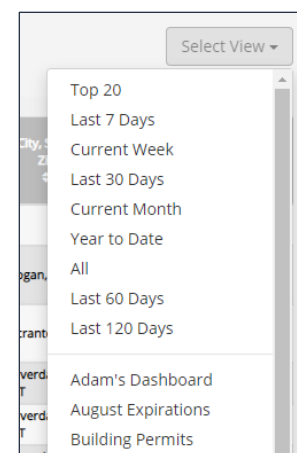 Select View
Top 20
Last 7 Days
Current Week
Last 30 Days
Current Month
Year to Date
All
Last 60 Days
Last 120 Days
Adam's Dashboard
August Expirations
Building Permits